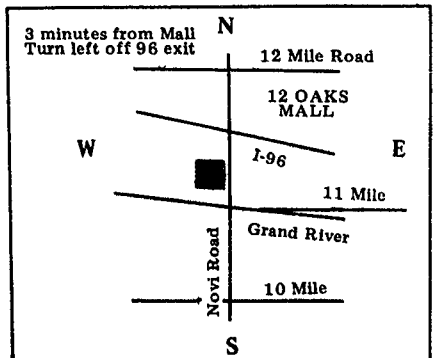 3 minutes from Mall
Turn left off 96 exit
N
12 Mile Road
12 OAKS
MALL
W
I-96
E
11 Mile
Grand River
Novi Road
10 Mile
S